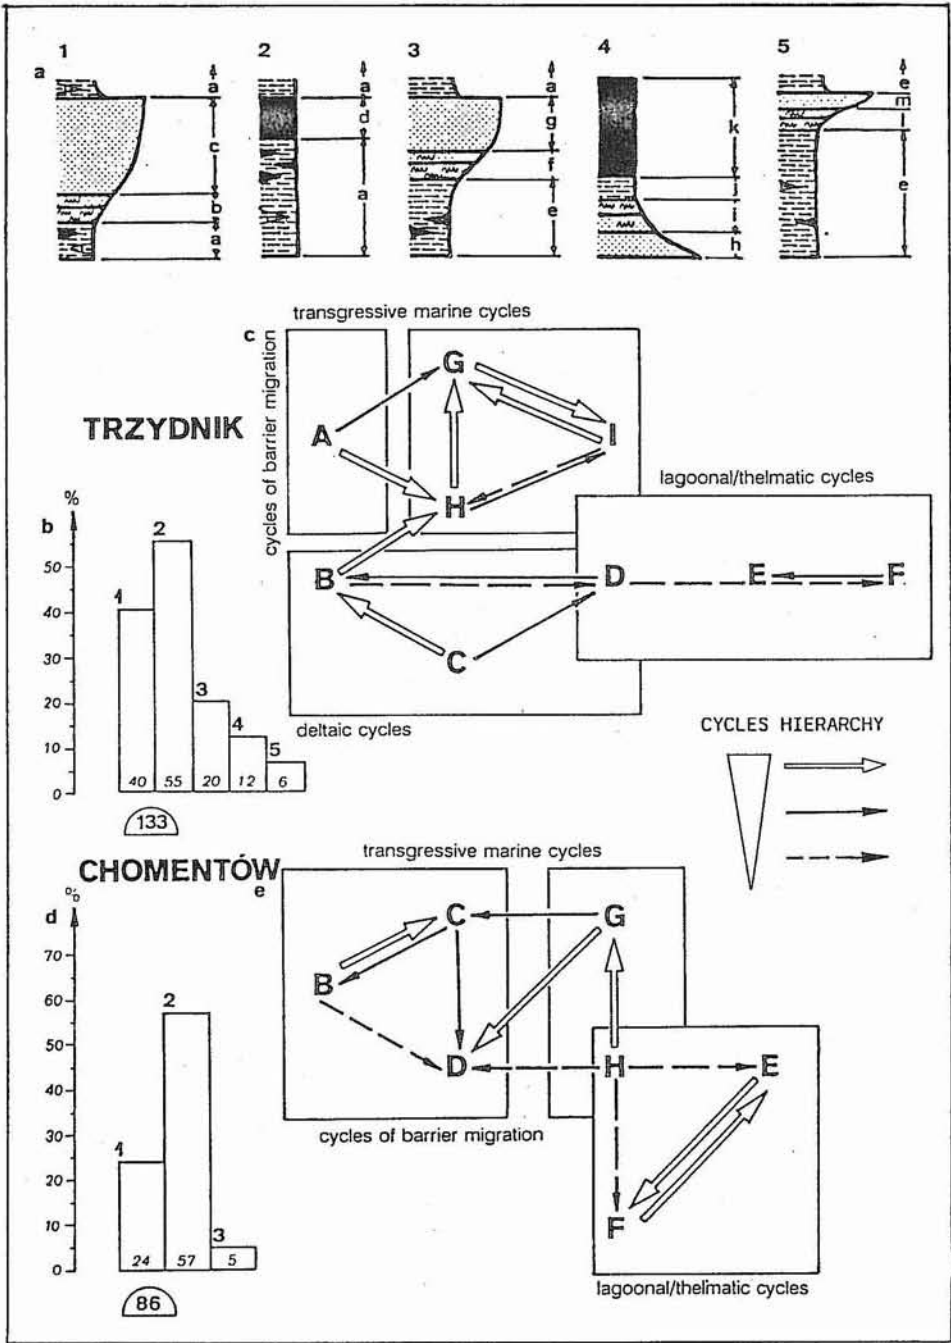 1 2 3 4 5
a
a c b a
a d a
a g f e
k j i h
e m e
transgressive marine cycles
c
cycles of barrier migration
G
TRZYDNIK
A I
lagoonal/thelmatic cycles
H
B D E F
C
deltaic cycles
%
b
50
40
30
20
10
0
1 2 3 4 5
40 55 20 12 6
133
CYCLES HIERARCHY
CHOMENTÓW
transgressive marine cycles
%
d
70
60
50
40
30
20
10
0
1 2 3
24 57 5
86
e
C G
B
D H E
cycles of barrier migration
F
lagoonal/thelmatic cycles